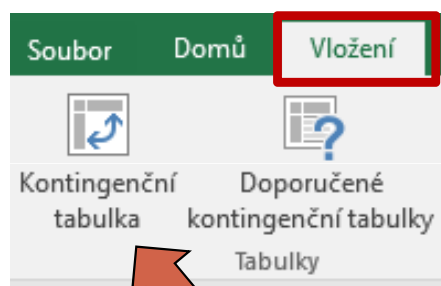 Soubor Domů Vložení
Kontingenční tabulka
Doporučené kontingenční tabulky
Tabulky